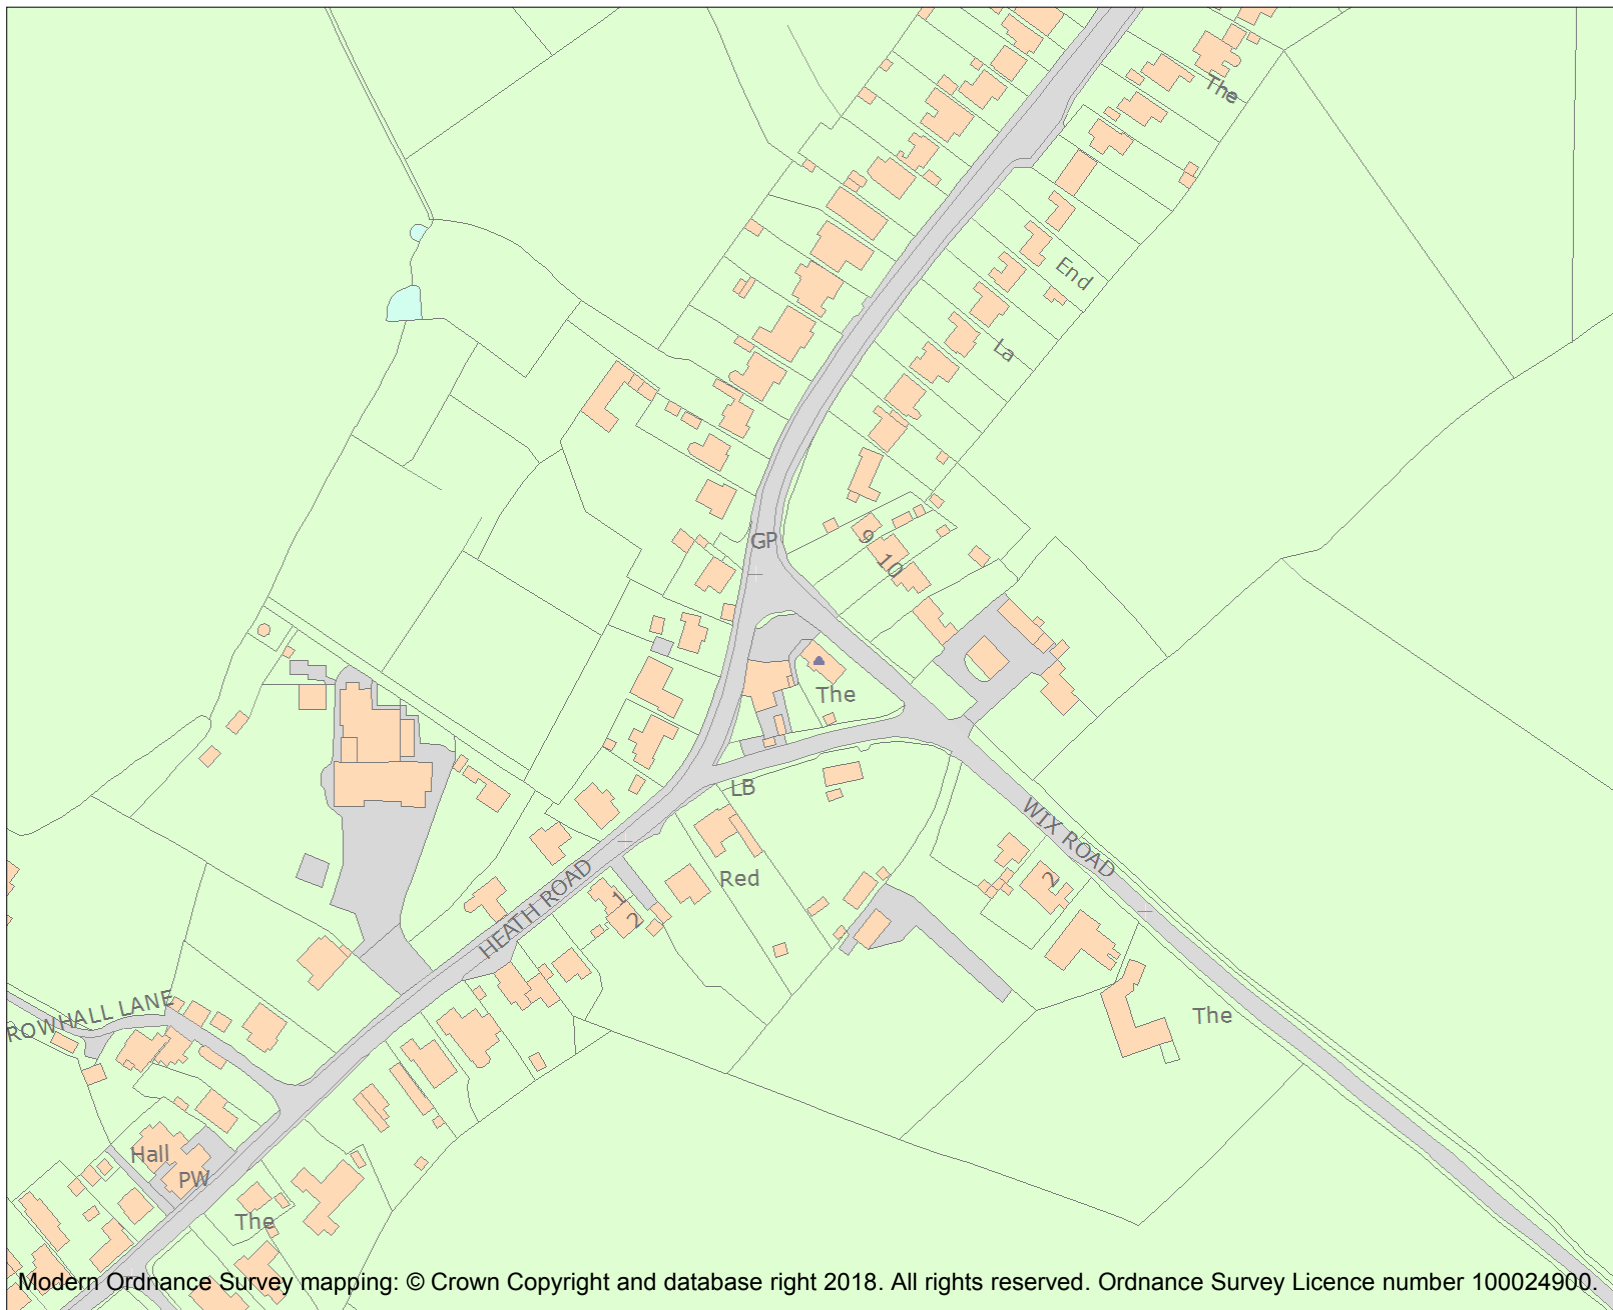 The
End
La
GP
9
10
The
LB
WIX ROAD
Red
2
HEATH ROAD
1
2
ROWHALL LANE
The
Hall
PW
The
Modern Ordnance Survey mapping: © Crown Copyright and database right 2018. All rights reserved. Ordnance Survey Licence number 100024900.